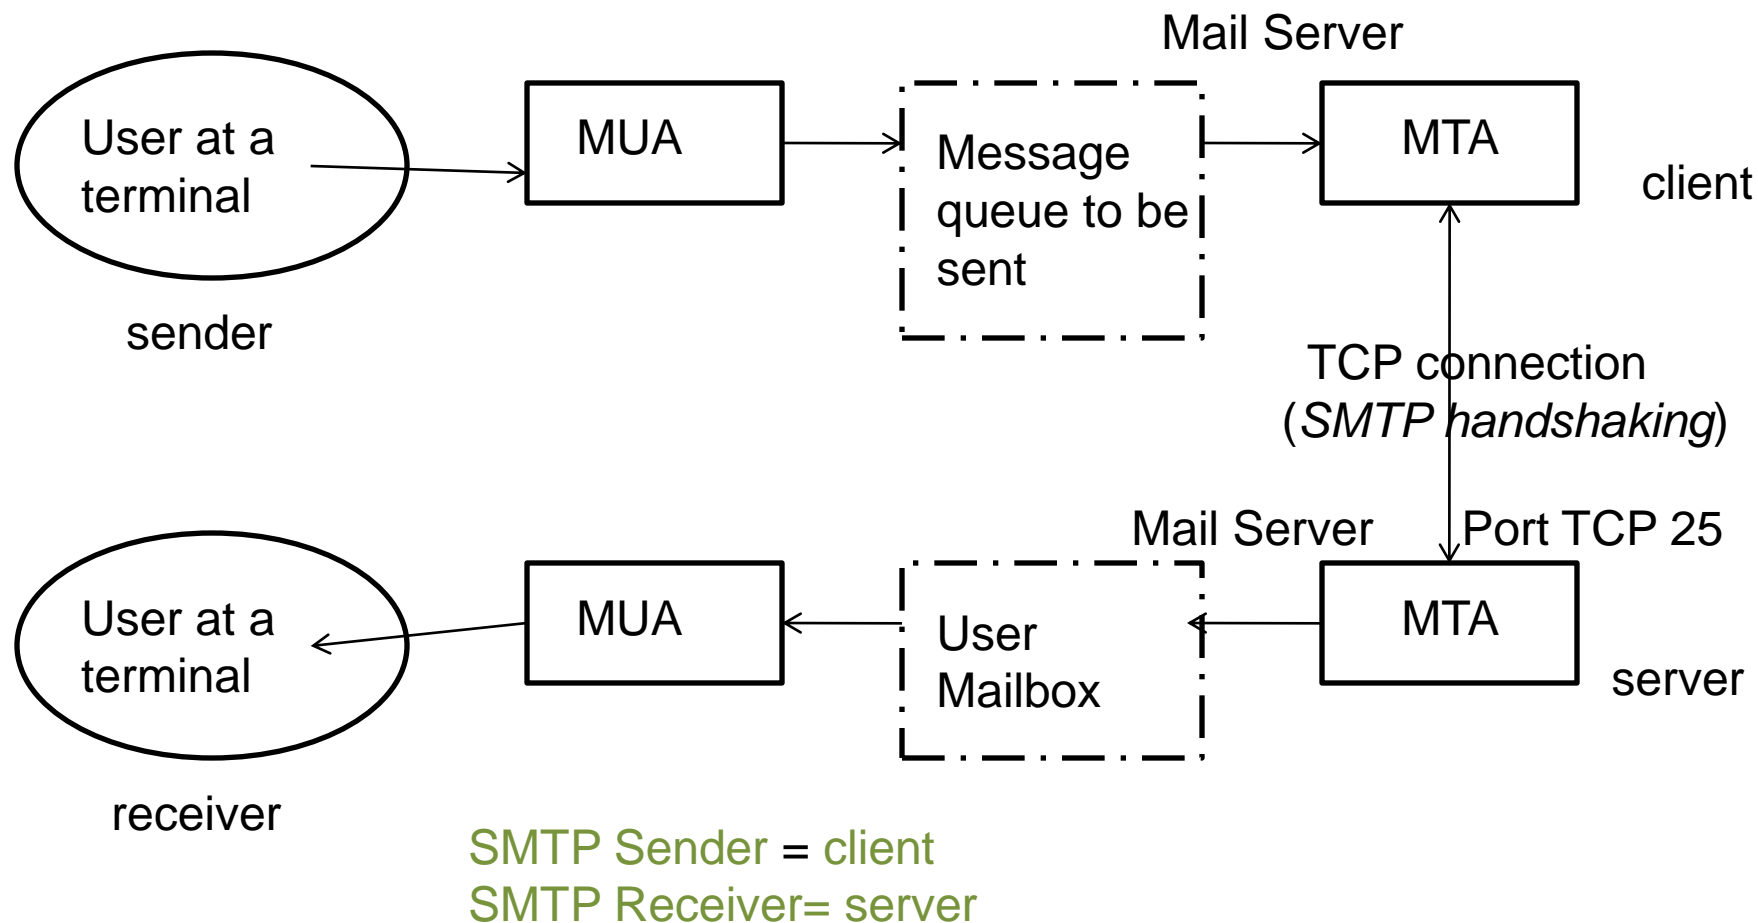 Mail Server
User at a
terminal
MUA
Message
queue to be
sent
MTA
client
sender
TCP connection
(SMTP handshaking)
Mail Server
Port TCP 25
User at a
terminal
MUA
User
Mailbox
MTA
server
receiver
SMTP Sender = client
SMTP Receiver= server